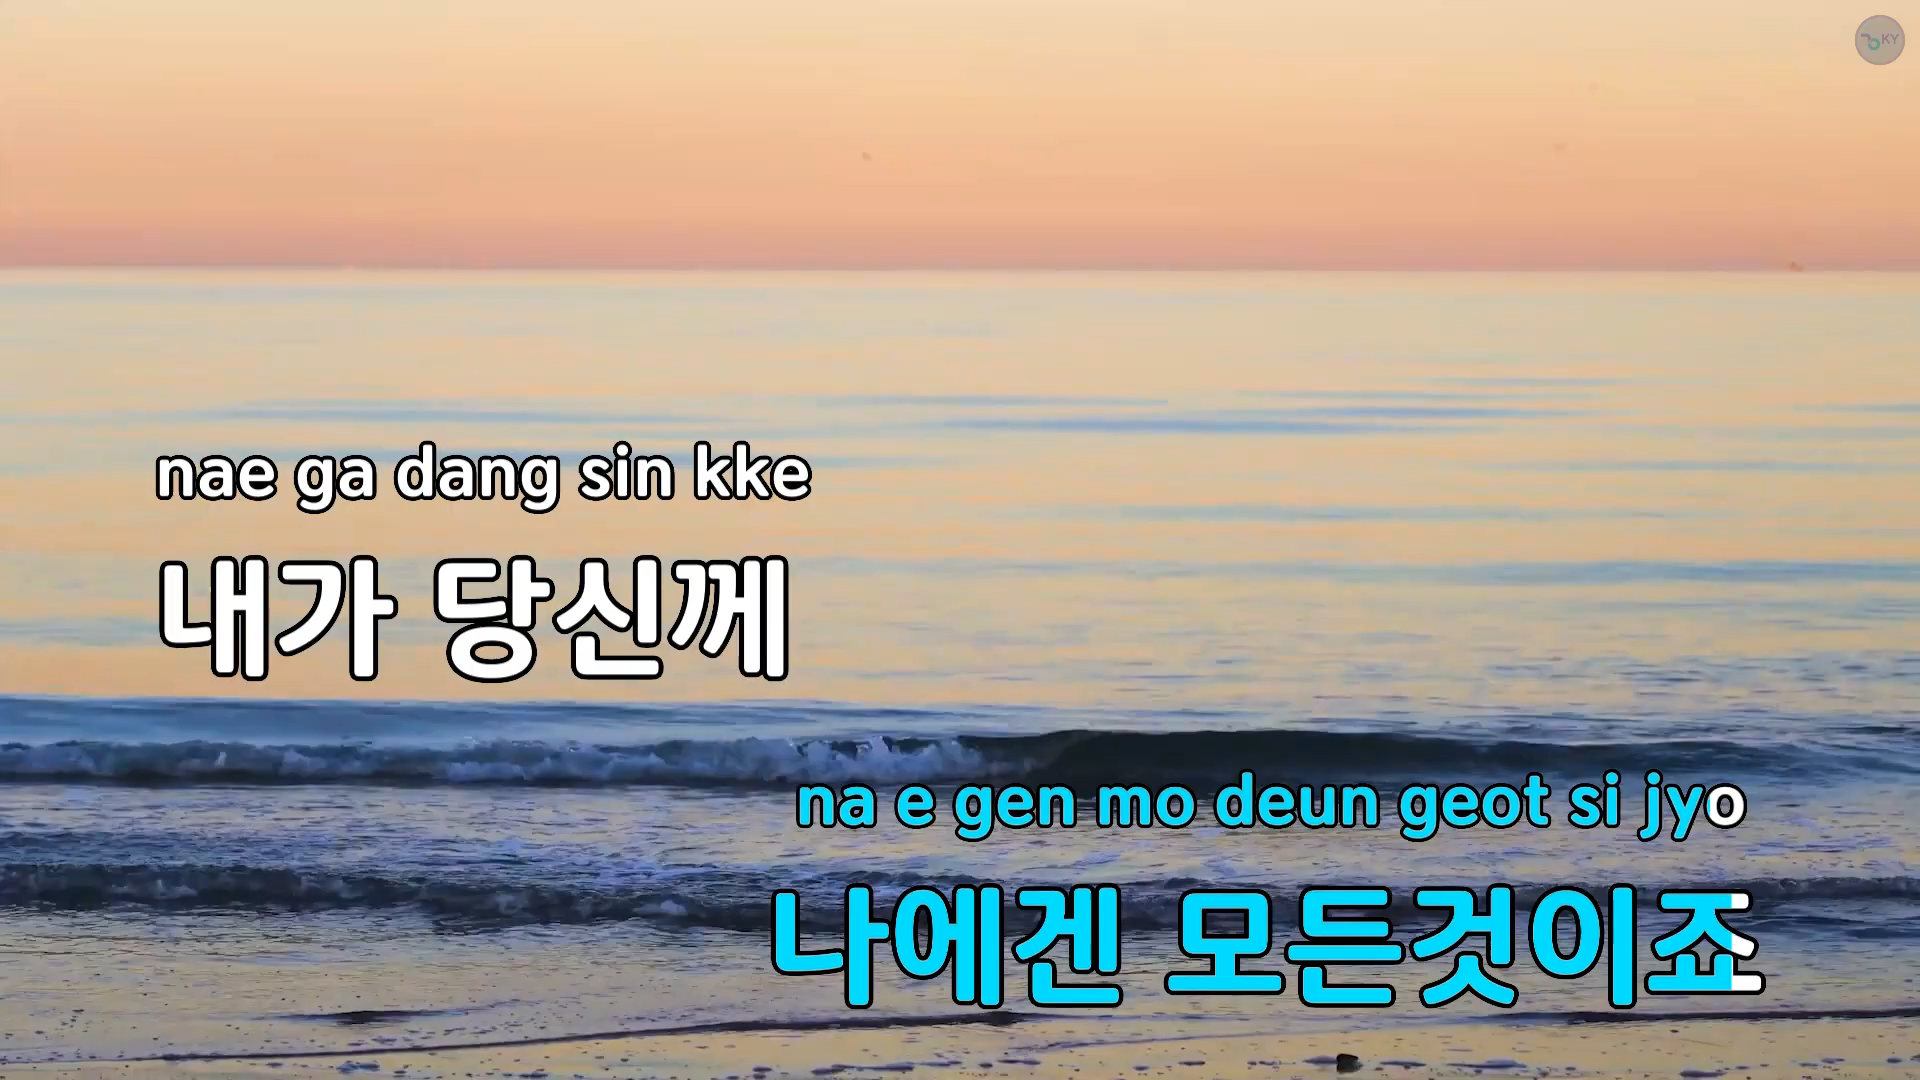 KY
nae ga dang sin kke
내가 당신께
na e gen mo deun geot si jyo
나에겐 모든것이죠